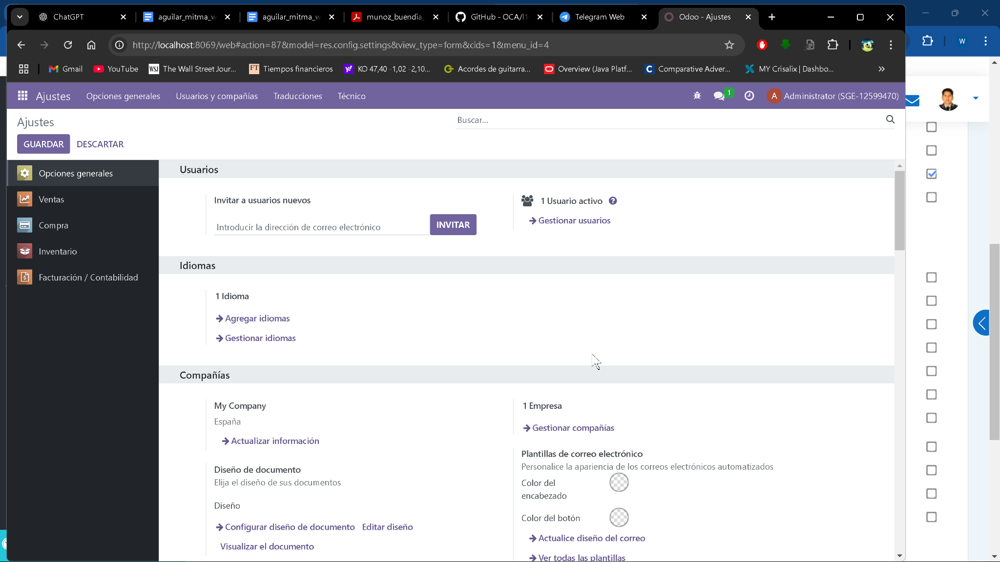 ChatGPT
aguilar_mitma_w
aguilar_mitma_w
munoz_buendia_
GitHub - OCA/l1
Telegram Web
Odoo - Ajustes
http://localhost:8069/web#action=87&model=res.config.settings&view_type=form&cids=1&menu_id=4
W
Gmail
YouTube
WSJ
The Wall Street Jour...
FT
Tiempos financieros
KO 47,40 -1,02 -2,10...
Acordes de guitarra...
Overview (Java Platf...
C
Comparative Adver...
MY Crisalix | Dashbo...
»
Ajustes
Opciones generales
Usuarios y compañías
Traducciones
Técnico
1
A
Administrator (SGE-12599470)
Ajustes
Buscar...
GUARDAR
DESCARTAR
Opciones generales
Ventas
Compra
Inventario
Facturación / Contabilidad
Usuarios
Invitar a usuarios nuevos
Introducir la dirección de correo electrónico
INVITAR
1 Usuario activo
Gestionar usuarios
Idiomas
1 Idioma
Agregar idiomas
Gestionar idiomas
Compañías
My Company
España
Actualizar información
1 Empresa
Gestionar compañías
Diseño de documento
Elija el diseño de sus documentos
Diseño
Configurar diseño de documento
Editar diseño
Visualizar el documento
Plantillas de correo electrónico
Personalice la apariencia de los correos electrónicos automatizados
Color del
encabezado
Color del botón
Actualice diseño del correo
Ver todas las plantillas